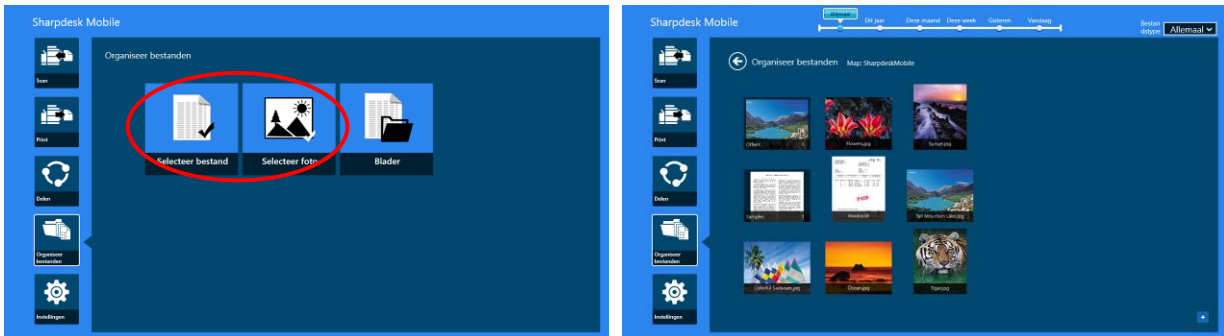 Sharpdesk Mobile
Scan
Organiseer bestanden
Print
Selecteer bestand
Selecteer foto
Blader
Delen
Organiseer
bestanden
Instellingen
Sharpdesk Mobile
Allemaal
Dit jaar
Deze maand
Deze week
Gisteren
Vandaag
Bestan
dstype
Allemaal
Scan
Organiseer bestanden
Map: SharpdeskMobile
Print
Others
Flowers.jpg
Sunset.jpg
Delen
Samples
Tall Mountain Lake.jpg
Organiseer
bestanden
Colorful Sailboats.jpg
Ocean.jpg
Tiger.jpg
Instellingen